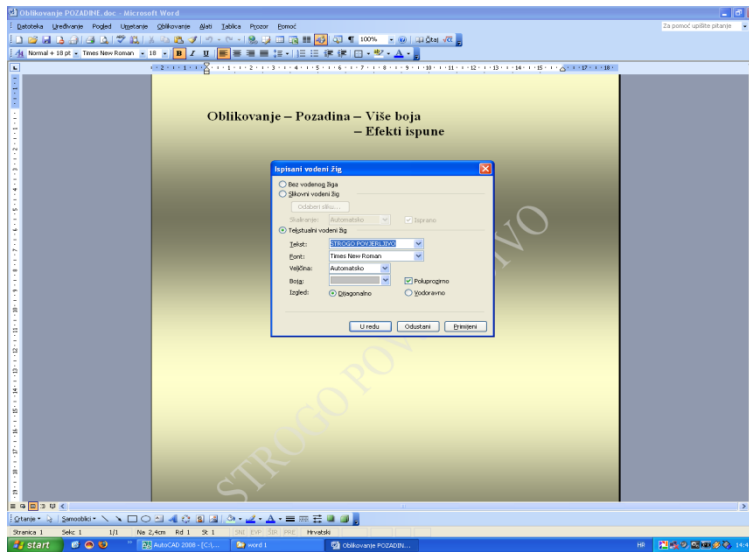 Oblikovanje POZADINE.doc - Microsoft Word
Datoteka Uređivanje Pogled Umetanje Oblikovanje Alati Tablica Prozor Pomoć
Za pomoć upišite pitanje
100% Čitaj
Normal + 18 pt Times New Roman 18 B I U
Oblikovanje – Pozadina – Više boja
– Efekti ispune
Ispisani vodeni žig
Bez vodenog žiga
Slikovni vodeni žig
Odaberi sliku...
Skaliranje: Automatsko Isprano
Tekstualni vodeni žig
Tekst: STROGO POVJERLJIVO
Font: Times New Roman
Veličina: Automatsko
Boja: Poluprozirno
Izgled: Dijagonalno Vodoravno
U redu Odustani Primijeni
STROGO POVJERLJIVO
Crtanje Samooblici
Stranica 1 Sekc 1 1/1 Na 2,4cm Rd 1 St 1 Hrvatski
start AutoCAD 2008 - [C:\... word 1 Oblikovanje POZADIN... HR